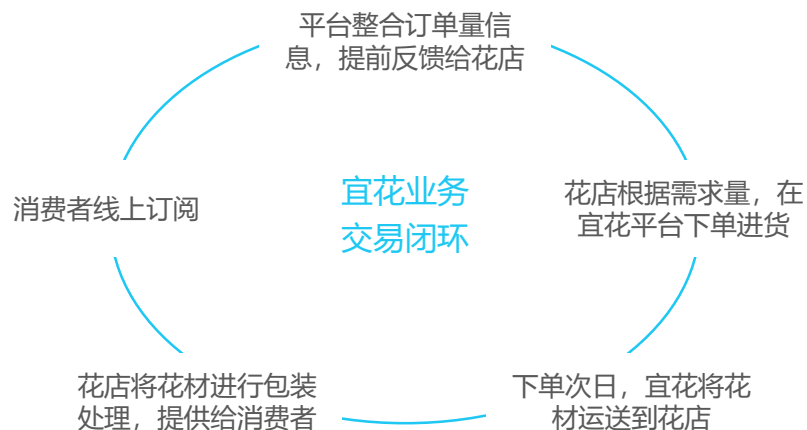 平台整合订单量信
息，提前反馈给花店
宜花业务
交易闭环
消费者线上订阅
花店根据需求量，在
宜花平台下单进货
花店将花材进行包装
处理，提供给消费者
下单次日，宜花将花
材运送到花店